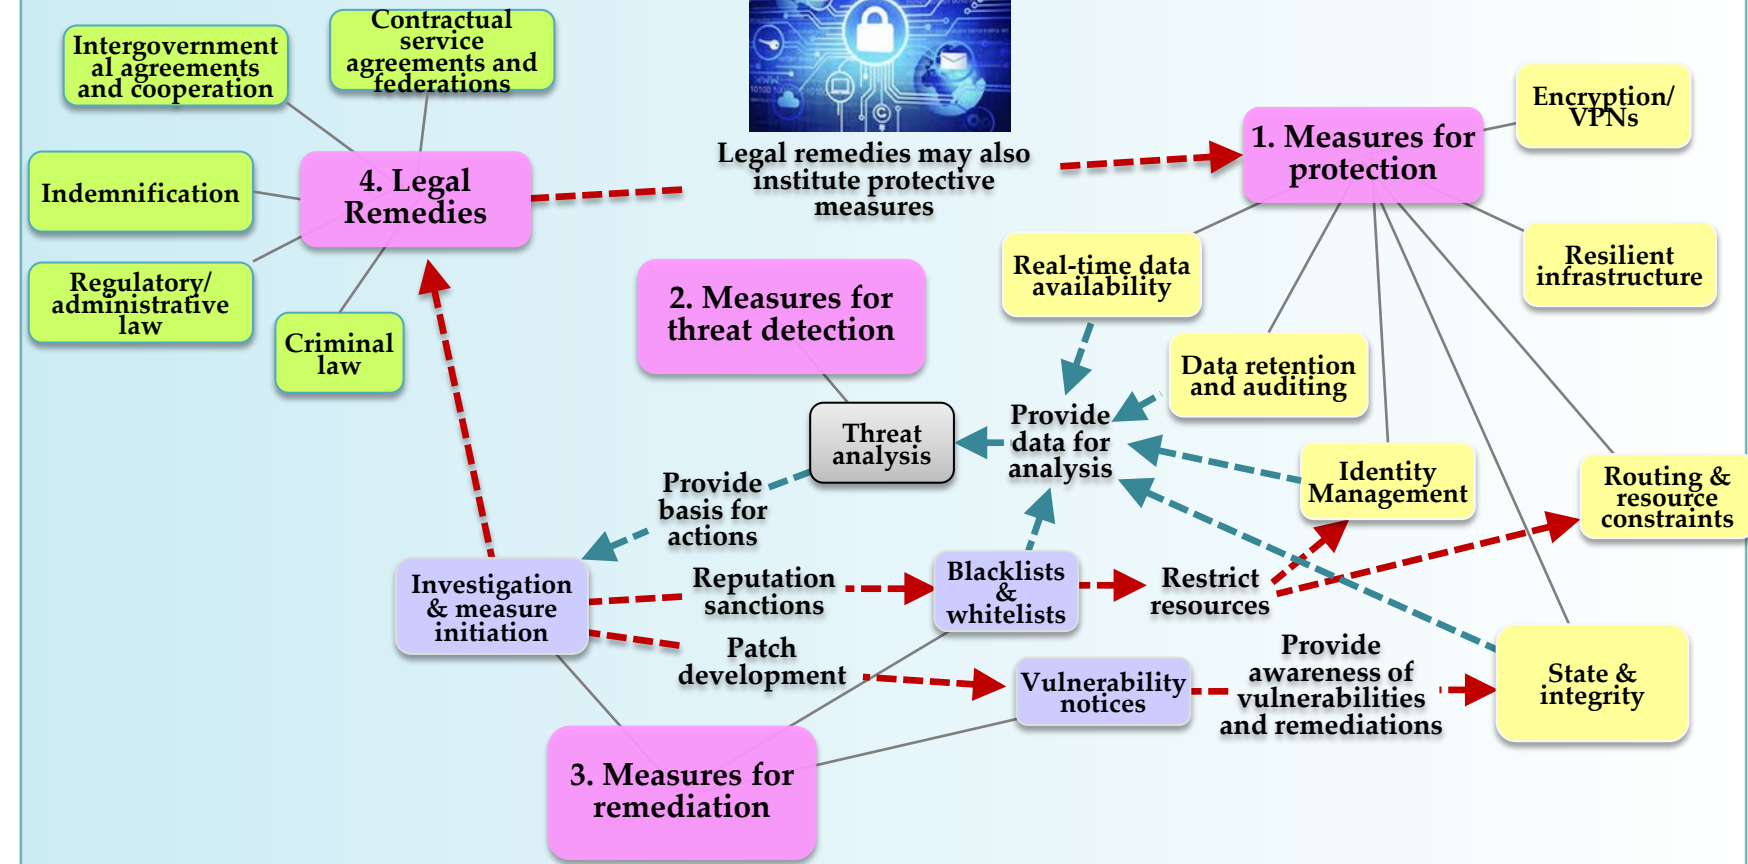 Intergovernment
al agreements
and cooperation
Contractual
service
agreements and
federations
Indemnification
4. Legal
Remedies
Regulatory/
administrative
law
Criminal
law
WWW
Legal remedies may also
institute protective
measures
1. Measures for
protection
Encryption/
VPNs
Resilient
infrastructure
Real-time data
availability
2. Measures for
threat detection
Data retention
and auditing
Threat
analysis
Provide
data for
analysis
Identity
Management
Routing &
resource
constraints
Provide
basis for
actions
Investigation
& measure
initiation
Reputation
sanctions
Blacklists
&
whitelists
Restrict
resources
Patch
development
Vulnerability
notices
Provide
awareness of
vulnerabilities
and remediations
State &
integrity
3. Measures for
remediation